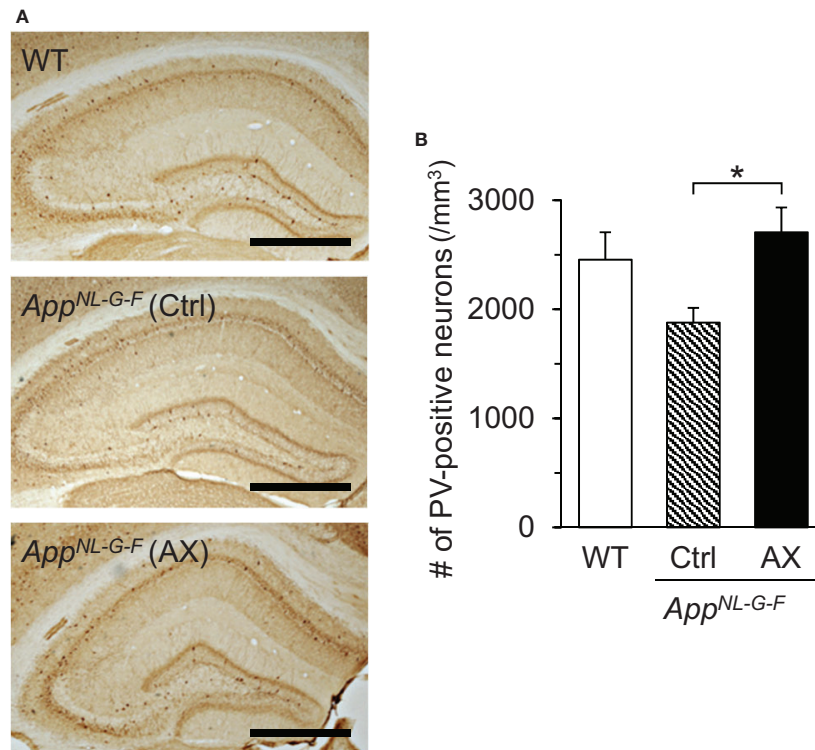 A
WT
App^NL-G-F (Ctrl)
App^NL-G-F (AX)
B
# of PV-positive neurons (/mm³)
3000
2000
1000
0
*
WT
Ctrl
AX
App^NL-G-F